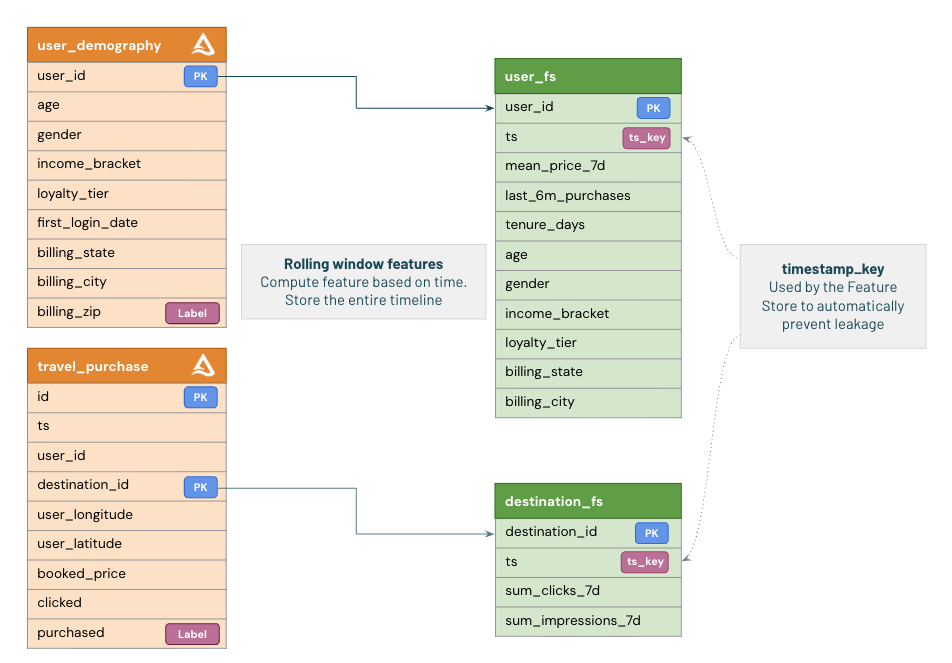 user_demography
user_id PK
age
gender
income_bracket
loyalty_tier
first_login_date
billing_state
billing_city
billing_zip Label
travel_purchase
id PK
ts
user_id
destination_id PK
user_longitude
user_latitude
booked_price
clicked
purchased Label
Rolling window features
Compute feature based on time.
Store the entire timeline
user_fs
user_id PK
ts ts_key
mean_price_7d
last_6m_purchases
tenure_days
age
gender
income_bracket
loyalty_tier
billing_state
billing_city
destination_fs
destination_id PK
ts ts_key
sum_clicks_7d
sum_impressions_7d
timestamp_key
Used by the Feature
Store to automatically
prevent leakage